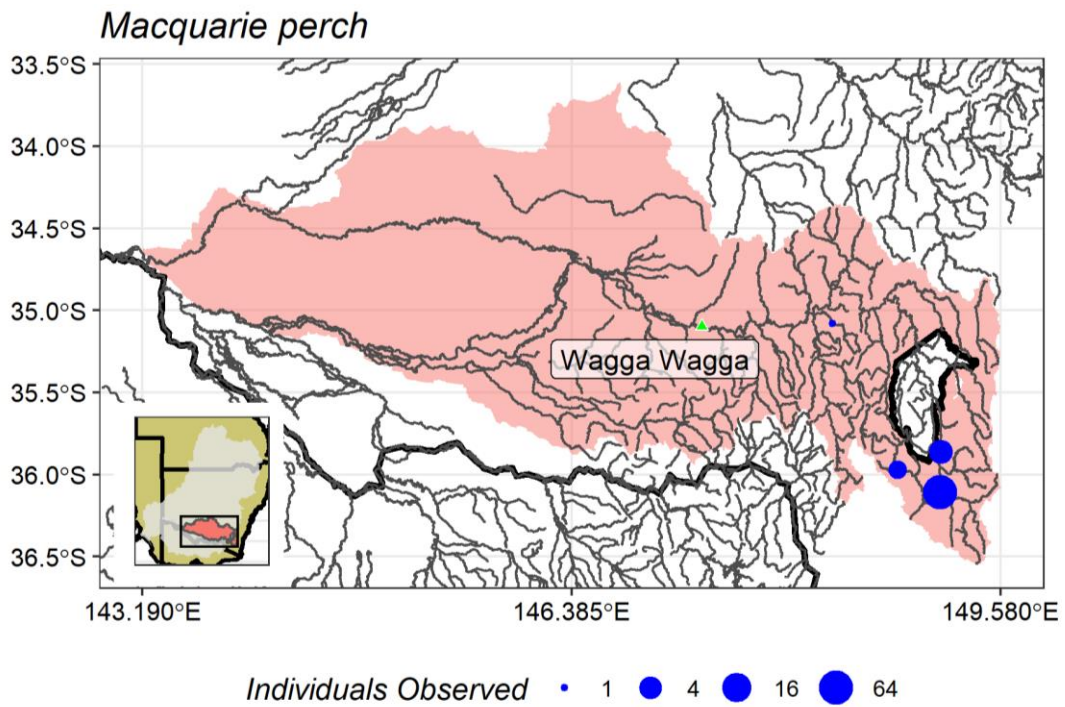 Macquarie perch
33.5°S
34.0°S
34.5°S
35.0°S
35.5°S
36.0°S
36.5°S
Wagga Wagga
143.190°E 146.385°E 149.580°E
Individuals Observed 1 4 16 64